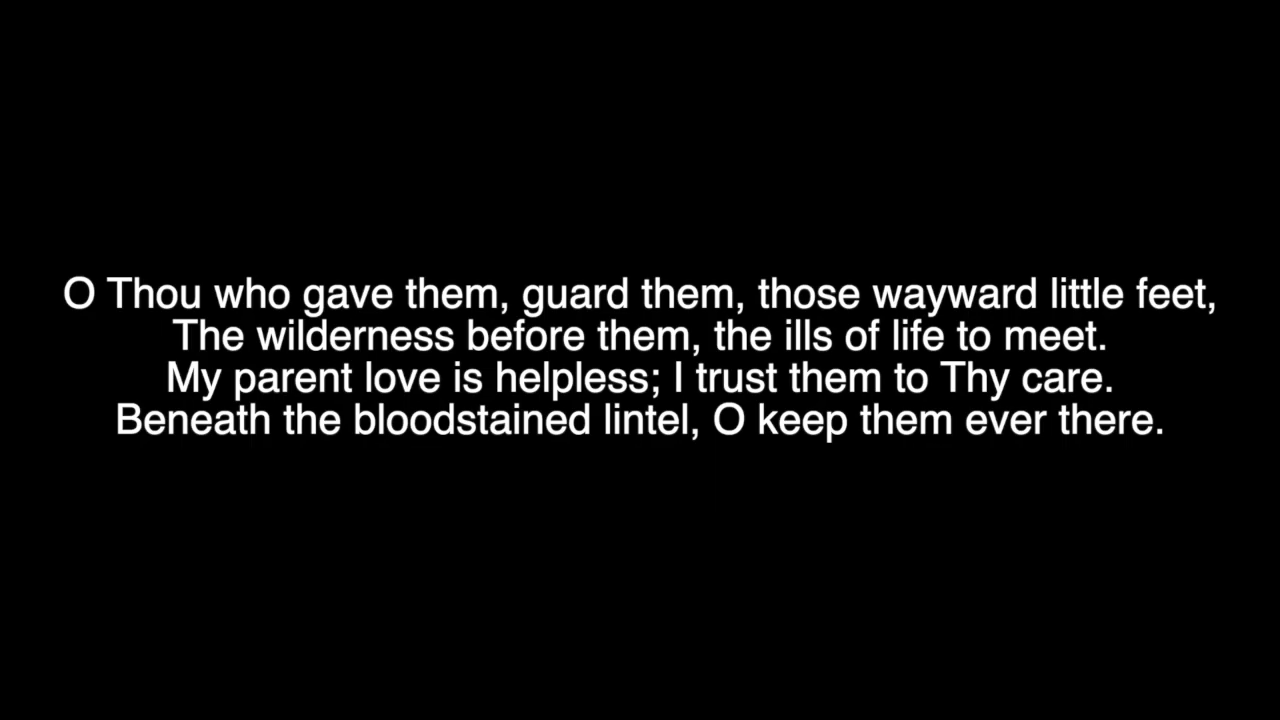 O Thou who gave them, guard them, those wayward little feet,
The wilderness before them, the ills of life to meet.
My parent love is helpless; I trust them to Thy care.
Beneath the bloodstained lintel, O keep them ever there.